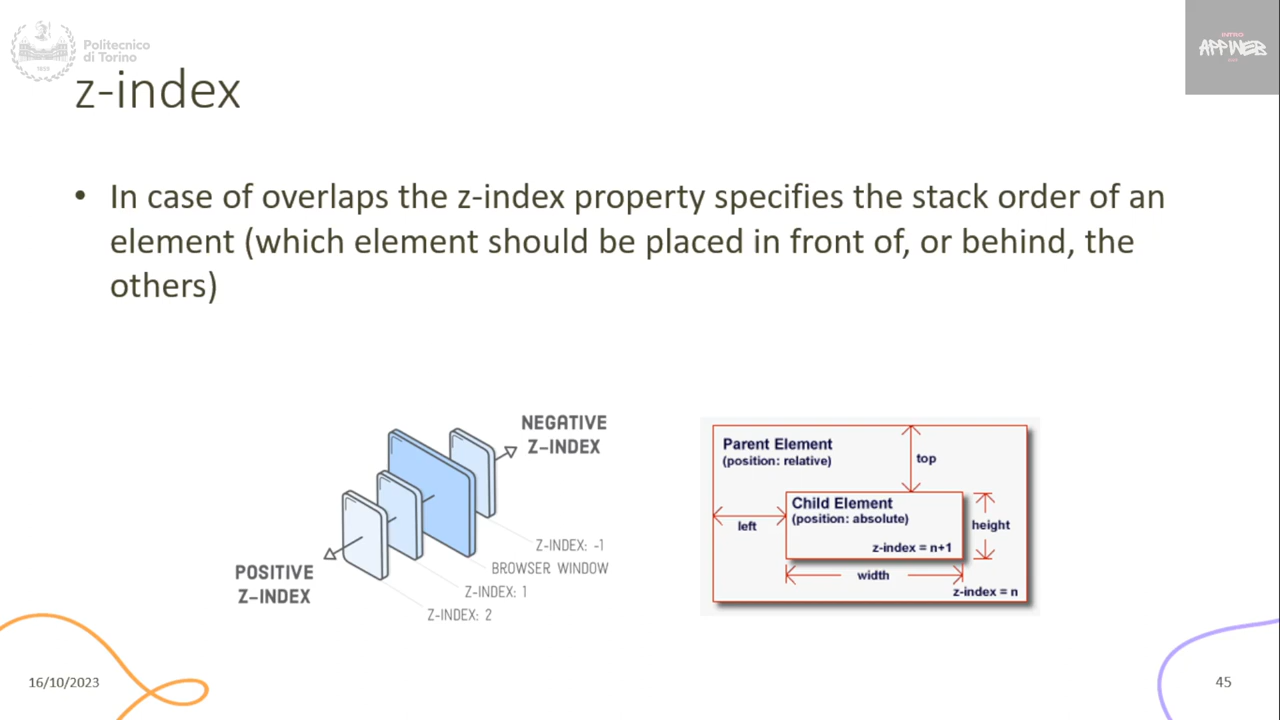 Politecnico
di Torino
1859
INTRO
APPWEB
z-index
• In case of overlaps the z-index property specifies the stack order of an
element (which element should be placed in front of, or behind, the
others)
NEGATIVE
Z-INDEX
POSITIVE
Z-INDEX
Z-INDEX: -1
BROWSER WINDOW
Z-INDEX: 1
Z-INDEX: 2
Parent Element
(position: relative)
top
Child Element
(position: absolute)
left
height
z-index = n+1
width
z-index = n
16/10/2023
45